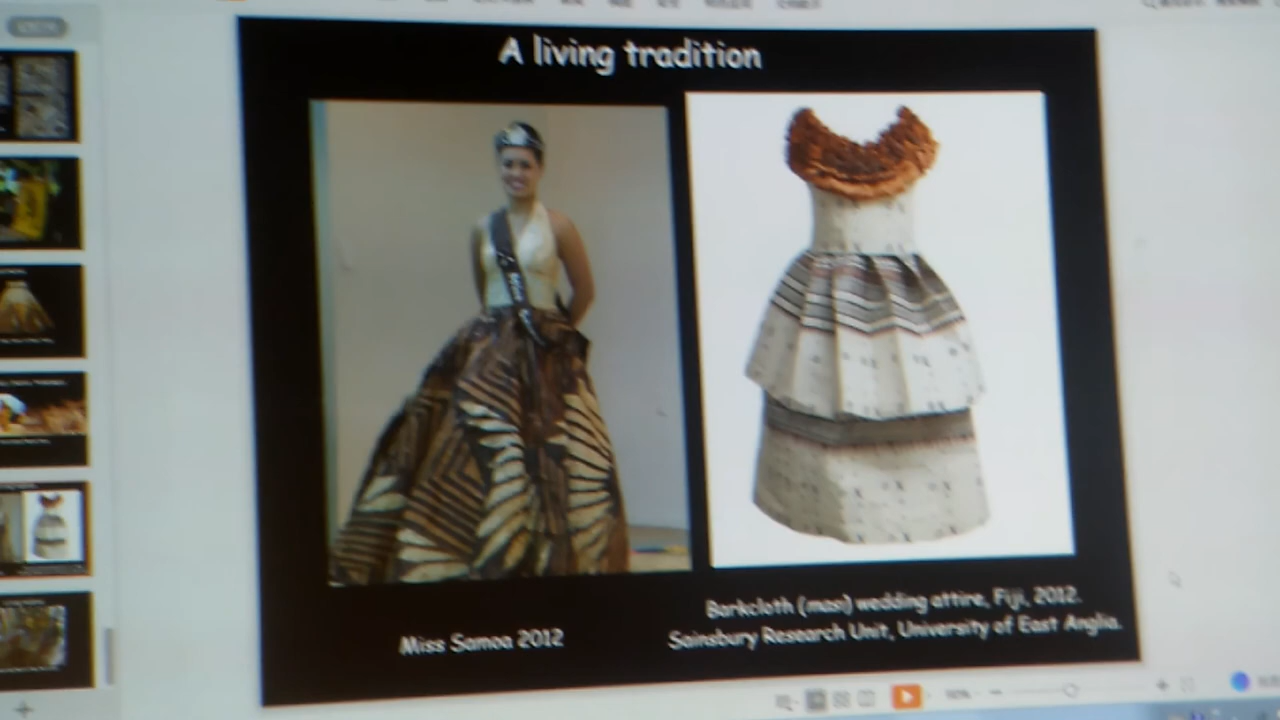 A living tradition
Miss Samoa 2012
Barkcloth (masi) wedding attire, Fiji, 2012.
Sainsbury Research Unit, University of East Anglia.